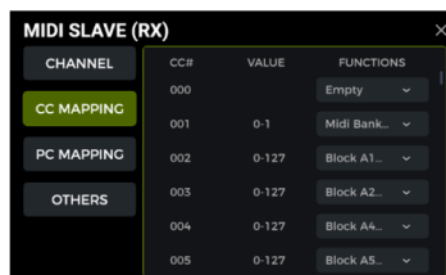 MIDI SLAVE (RX)
CHANNEL
CC MAPPING
PC MAPPING
OTHERS
CC# VALUE FUNCTIONS
000 Empty
001 0-1 Midi Bank...
002 0-127 Block A1...
003 0-127 Block A2...
004 0-127 Block A4...
005 0-127 Block A5...